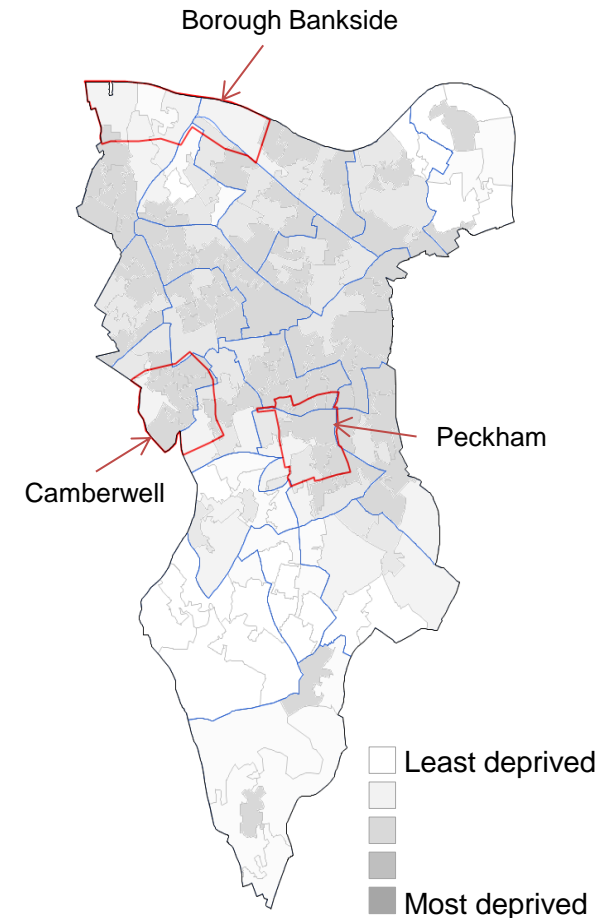 Borough Bankside
Peckham
Camberwell
Least deprived
Most deprived